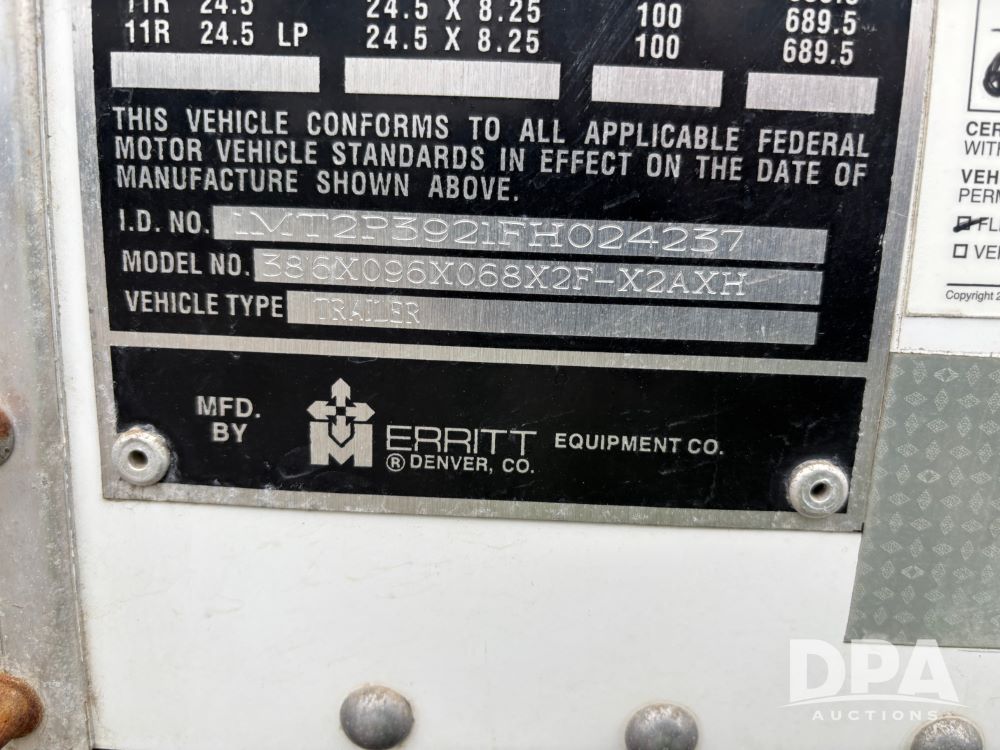 11R 24.5 24.5 X 8.25 100
11R 24.5 LP 24.5 X 8.25 100 689.5
689.5
THIS VEHICLE CONFORMS TO ALL APPLICABLE FEDERAL
MOTOR VEHICLE STANDARDS IN EFFECT ON THE DATE OF
MANUFACTURE SHOWN ABOVE.
I.D. NO. 1MT2P3921FH024237
MODEL NO. 386X096X068X2F-X2AXH
VEHICLE TYPE TRAILER
MFD. BY
MERRITT EQUIPMENT CO.
® DENVER, CO.
CER
WITH
VEH
PERM
FL
VE
Copyright 2
DPA
AUCTIONS